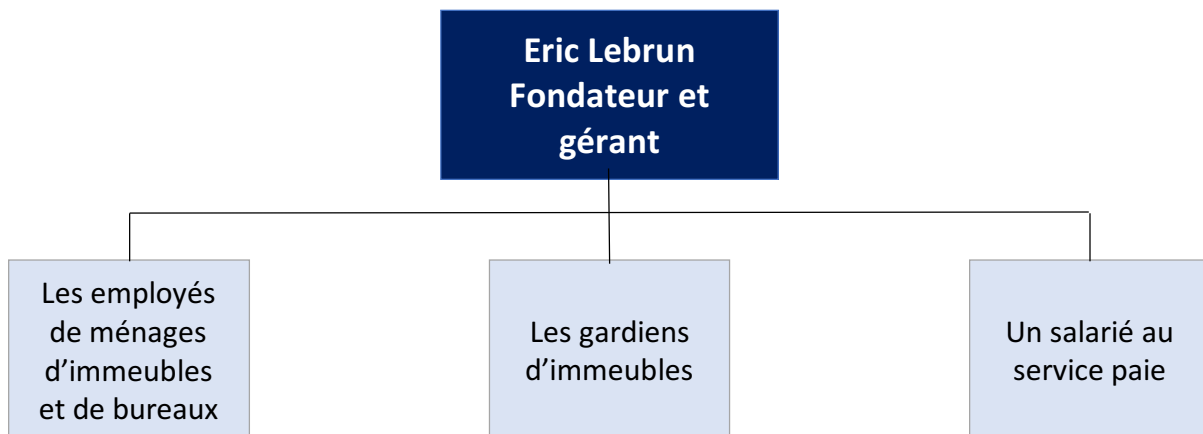 Eric Lebrun
Fondateur et
gérant
Les employés
de ménages
d’immeubles
et de bureaux
Les gardiens
d’immeubles
Un salarié au
service paie